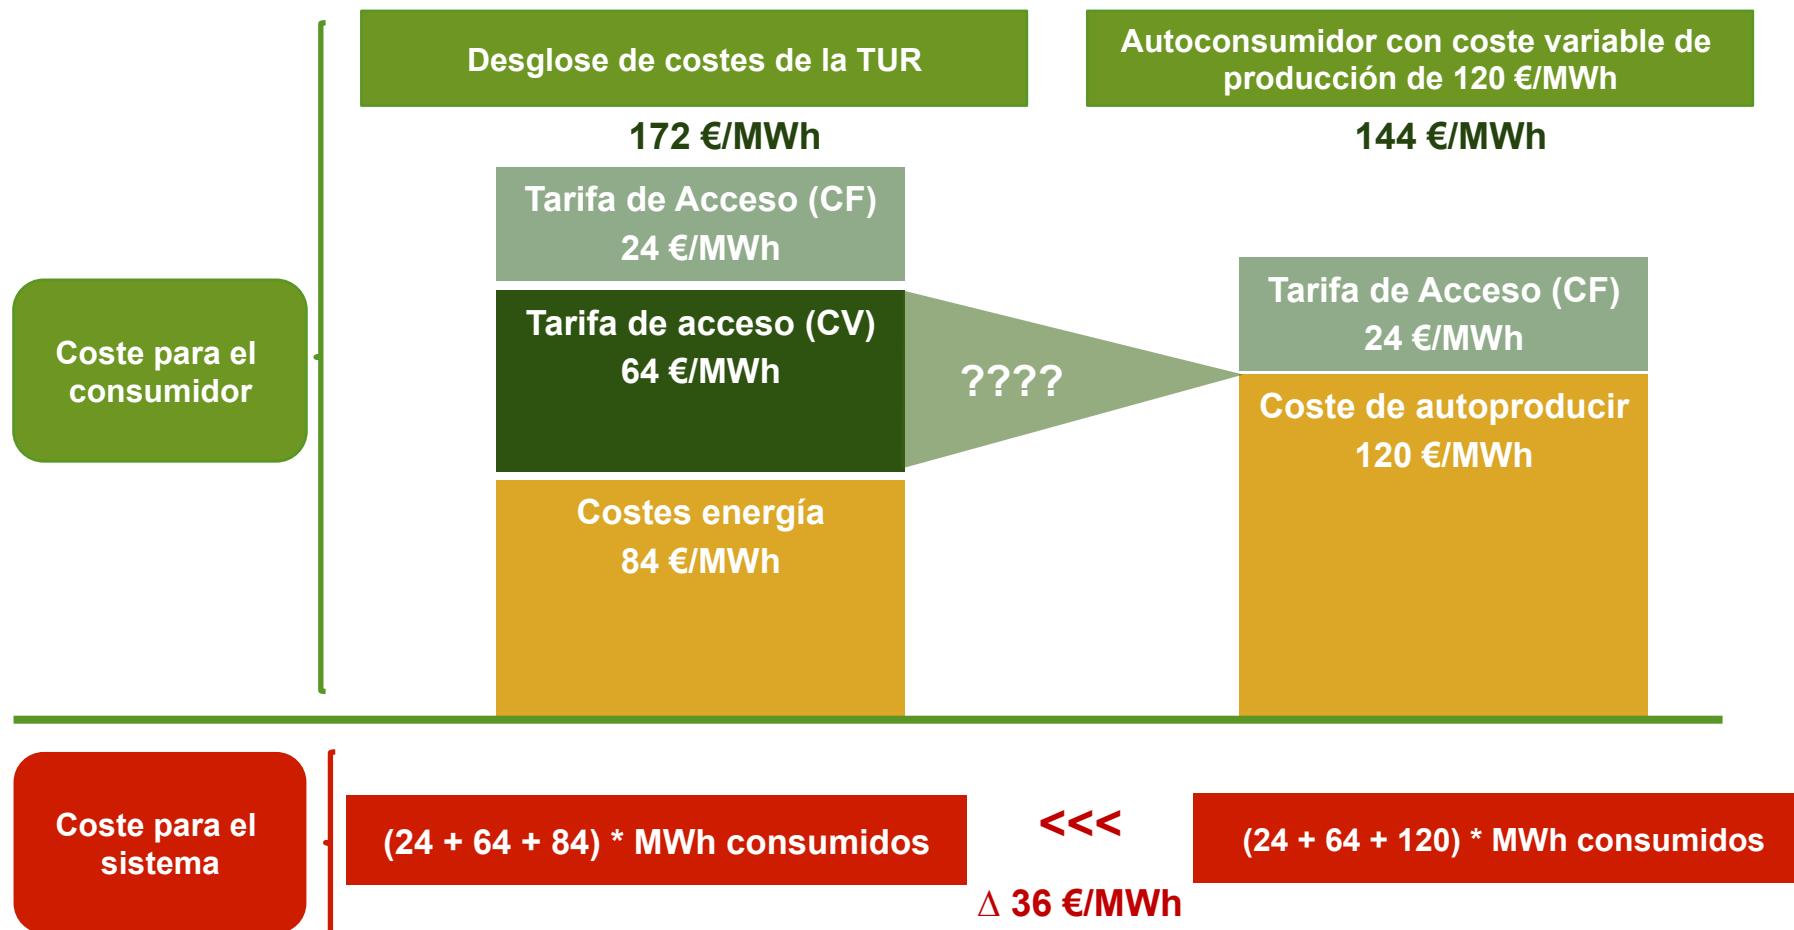 Desglose de costes de la TUR
Autoconsumidor con coste variable de
producción de 120 €/MWh
172 €/MWh
144 €/MWh
Tarifa de Acceso (CF)
24 €/MWh
Tarifa de acceso (CV)
64 €/MWh
Costes energía
84 €/MWh
????
Tarifa de Acceso (CF)
24 €/MWh
Coste de autoproducir
120 €/MWh
Coste para el
consumidor
Coste para el
sistema
(24 + 64 + 84) * MWh consumidos
<<<
(24 + 64 + 120) * MWh consumidos
Δ 36 €/MWh